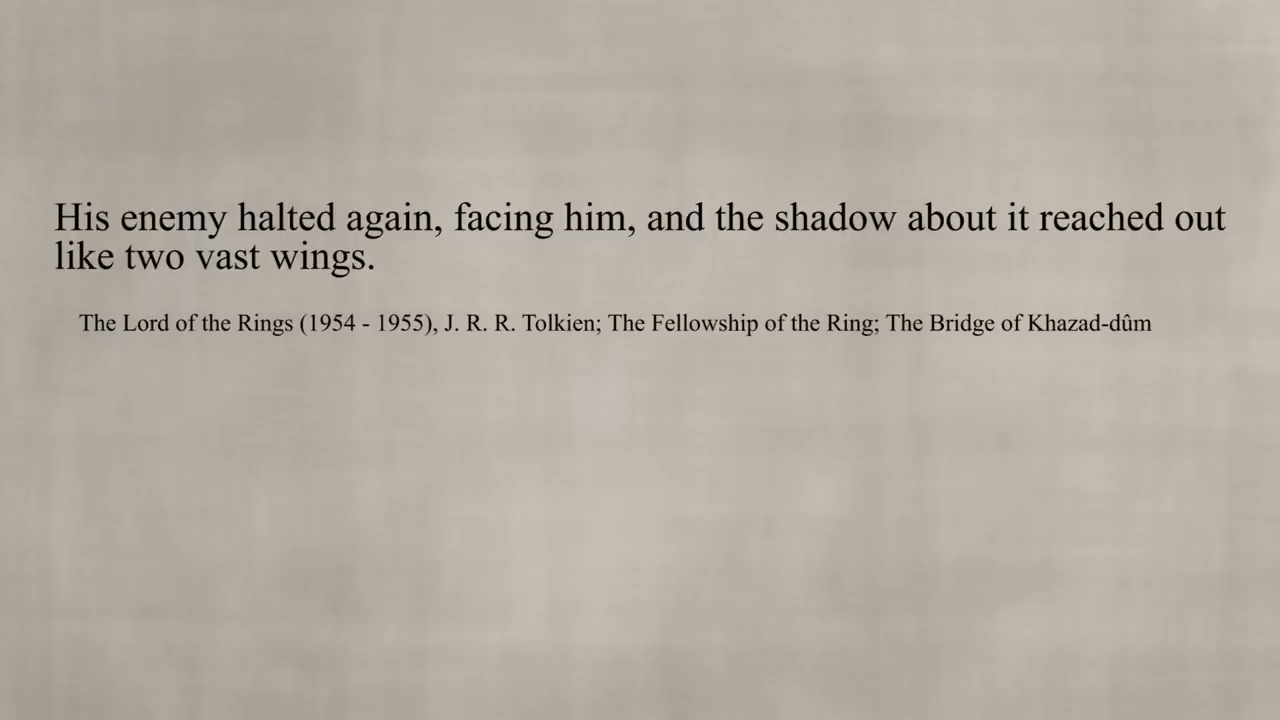 His enemy halted again, facing him, and the shadow about it reached out
like two vast wings.
The Lord of the Rings (1954 - 1955), J. R. R. Tolkien; The Fellowship of the Ring; The Bridge of Khazad-dûm